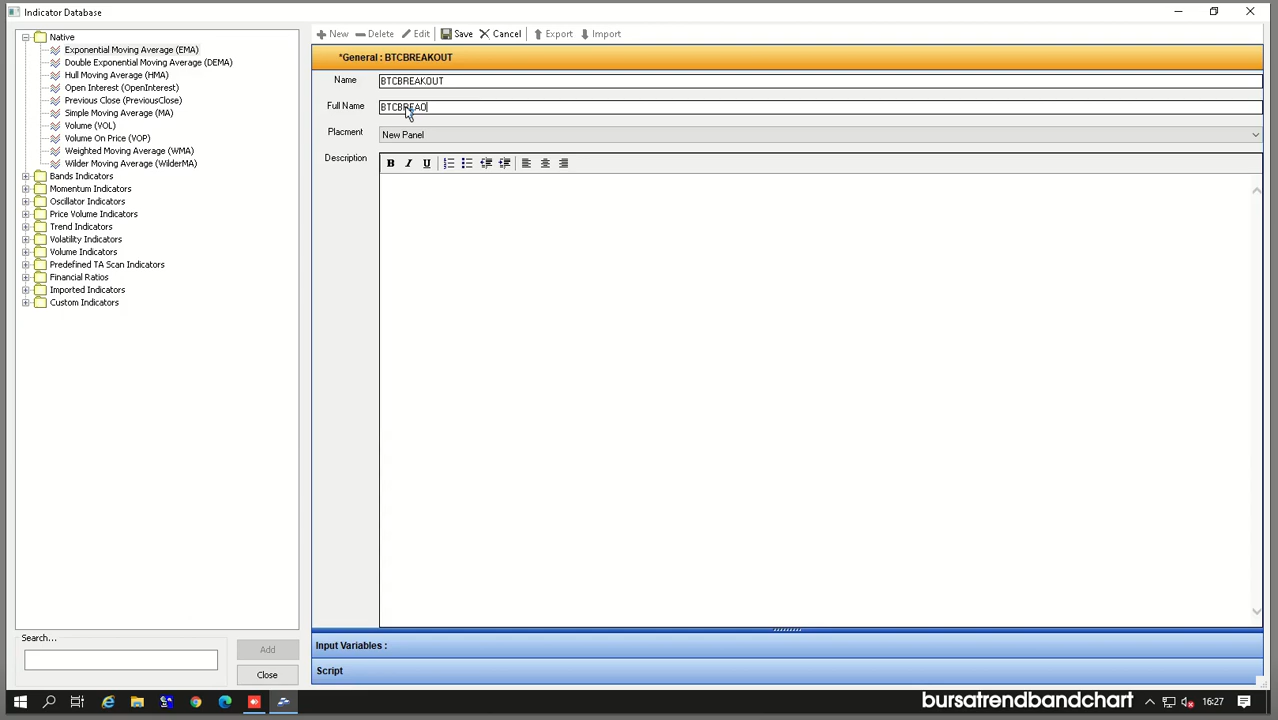 Indicator Database
Native
Exponential Moving Average (EMA)
Double Exponential Moving Average (DEMA)
Hull Moving Average (HMA)
Open Interest (OpenInterest)
Previous Close (PreviousClose)
Simple Moving Average (MA)
Volume (VOL)
Volume On Price (VOP)
Weighted Moving Average (WMA)
Wilder Moving Average (WilderMA)
Bands Indicators
Momentum Indicators
Oscillator Indicators
Price Volume Indicators
Trend Indicators
Volatility Indicators
Volume Indicators
Predefined TA Scan Indicators
Financial Ratios
Imported Indicators
Custom Indicators
Search...
Add
Close
New Delete Edit Save Cancel Export Import
*General : BTCBREAKOUT
Name BTCBREAKOUT
Full Name BTCBREAO
Placment New Panel
Description B I U
Input Variables :
Script
bursatrendbandchart
16:27